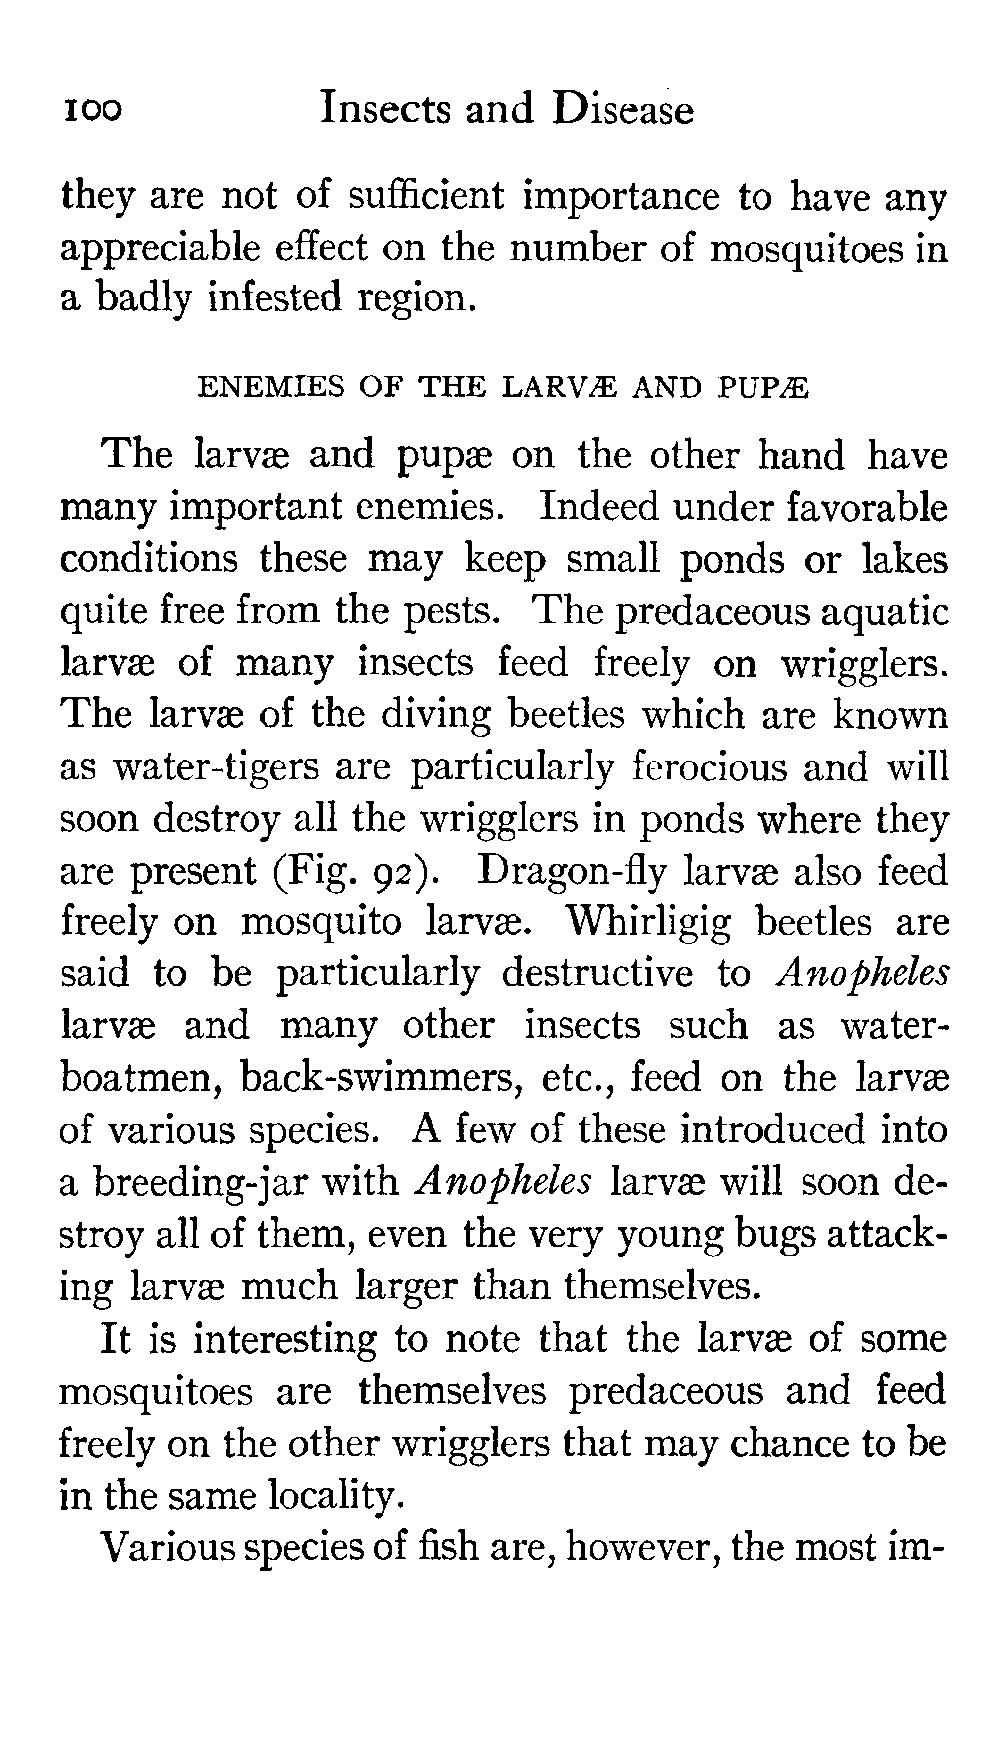 100 Insects and Disease
they are not of sufficient importance to have any
appreciable effect on the number of mosquitoes in
a badly infested region.
ENEMIES OF THE LARVÆ AND PUPÆ
The larvæ and pupæ on the other hand have
many important enemies. Indeed under favorable
conditions these may keep small ponds or lakes
quite free from the pests. The predaceous aquatic
larvæ of many insects feed freely on wrigglers.
The larvæ of the diving beetles which are known
as water-tigers are particularly ferocious and will
soon destroy all the wrigglers in ponds where they
are present (Fig. 92). Dragon-fly larvæ also feed
freely on mosquito larvæ. Whirligig beetles are
said to be particularly destructive to Anopheles
larvæ and many other insects such as water-
boatmen, back-swimmers, etc., feed on the larvæ
of various species. A few of these introduced into
a breeding-jar with Anopheles larvæ will soon de-
stroy all of them, even the very young bugs attack-
ing larvæ much larger than themselves.
It is interesting to note that the larvæ of some
mosquitoes are themselves predaceous and feed
freely on the other wrigglers that may chance to be
in the same locality.
Various species of fish are, however, the most im-